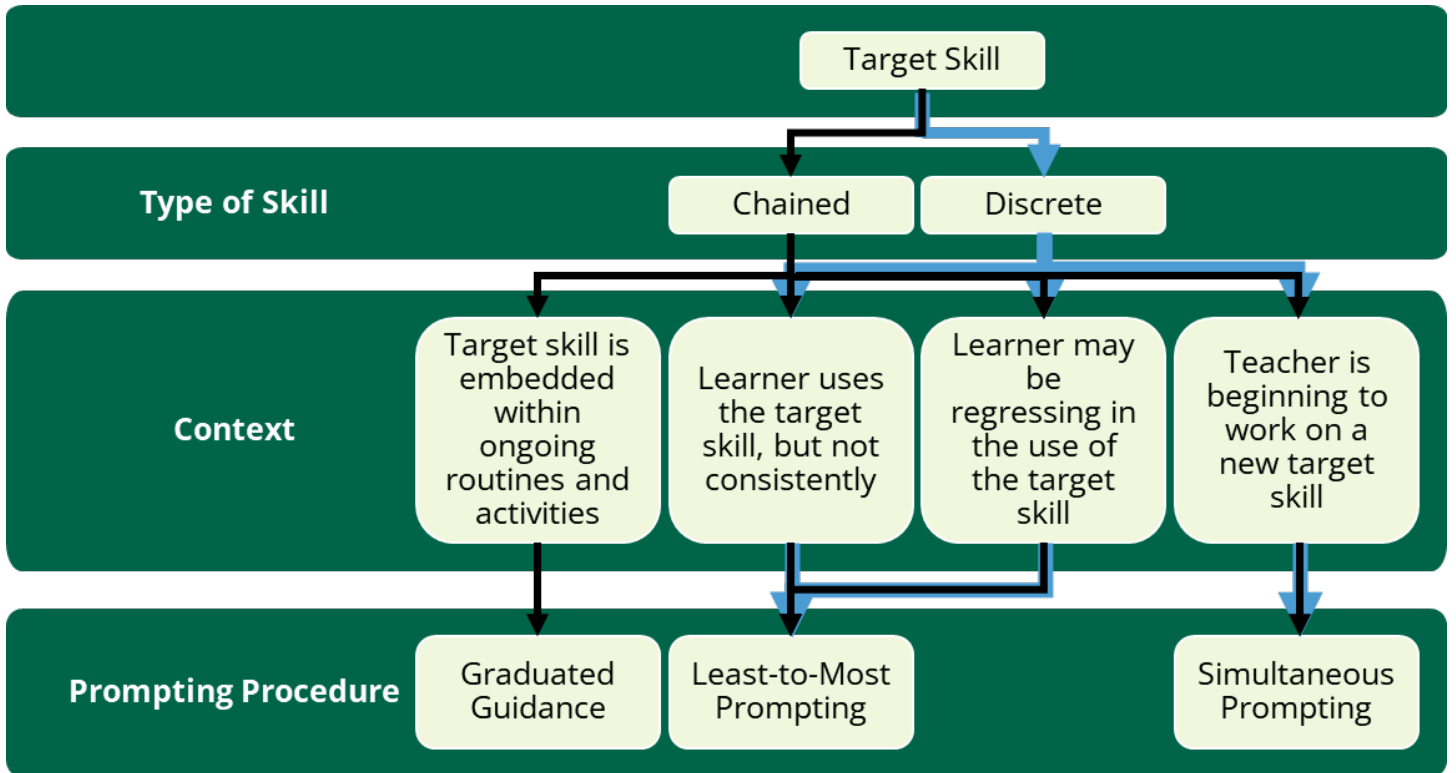 Target Skill
Type of Skill
Chained
Discrete
Context
Target skill is
embedded
within
ongoing
routines and
activities
Learner uses
the target
skill, but not
consistently
Learner may
be
regressing in
the use of
the target
skill
Teacher is
beginning to
work on a
new target
skill
Prompting Procedure
Graduated
Guidance
Least-to-Most
Prompting
Simultaneous
Prompting